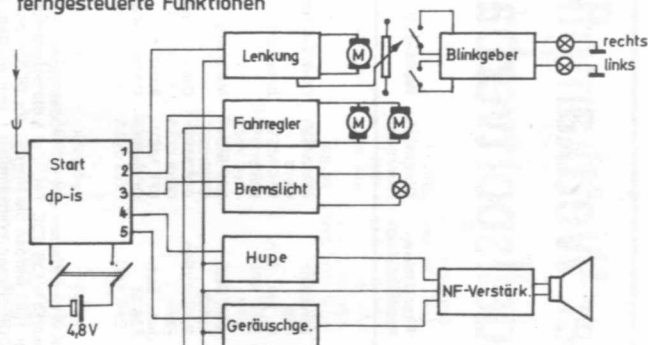 ferngesteuerte Funktionen
Lenkung
M
Blinkgeber
rechts
links
Fahrregler
M
M
Start
dp-is
1
2
3
4
5
Bremslicht
Hupe
NF-Verstärk.
Geräuschge.
4,8V